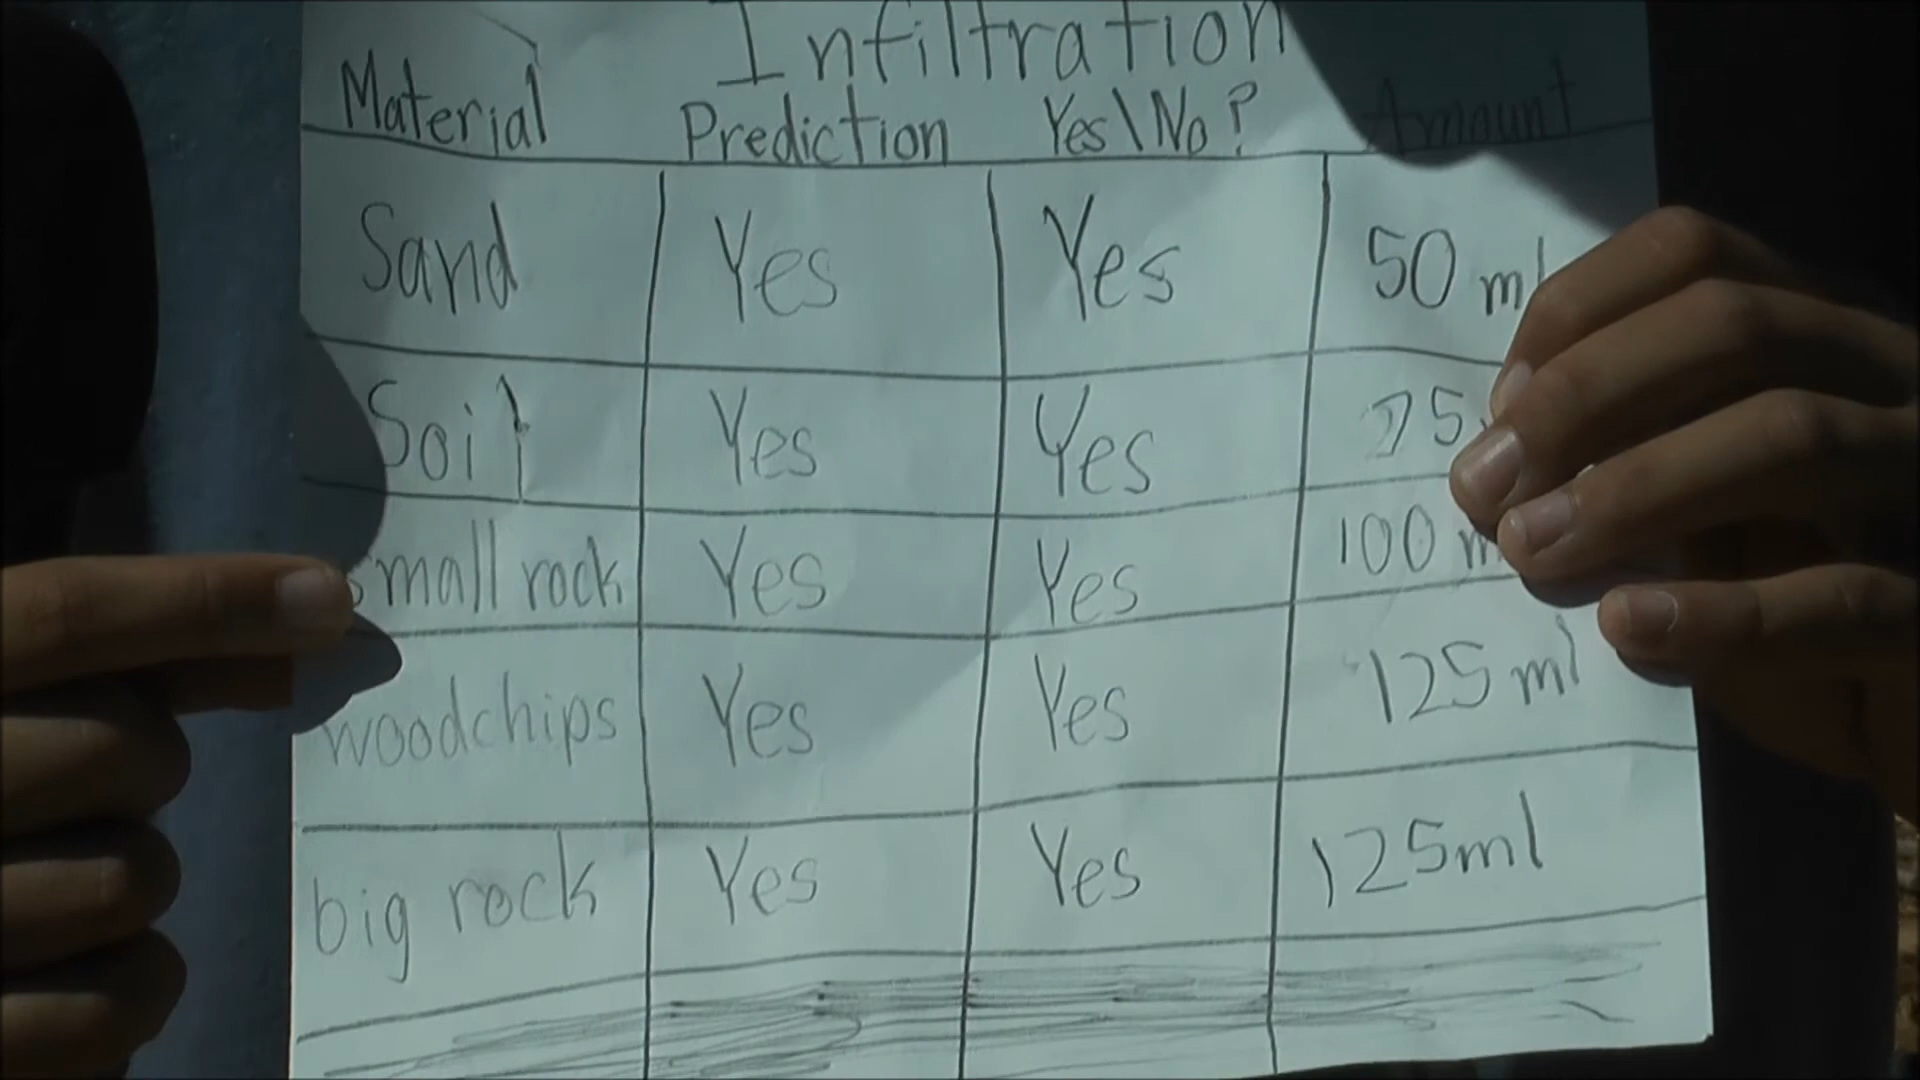 Infiltration
Material Prediction Yes\No? Amount
Sand Yes Yes 50 ml
Soil Yes Yes 75
small rock Yes Yes 100 m
woodchips Yes Yes 125 ml
big rock Yes Yes 125ml